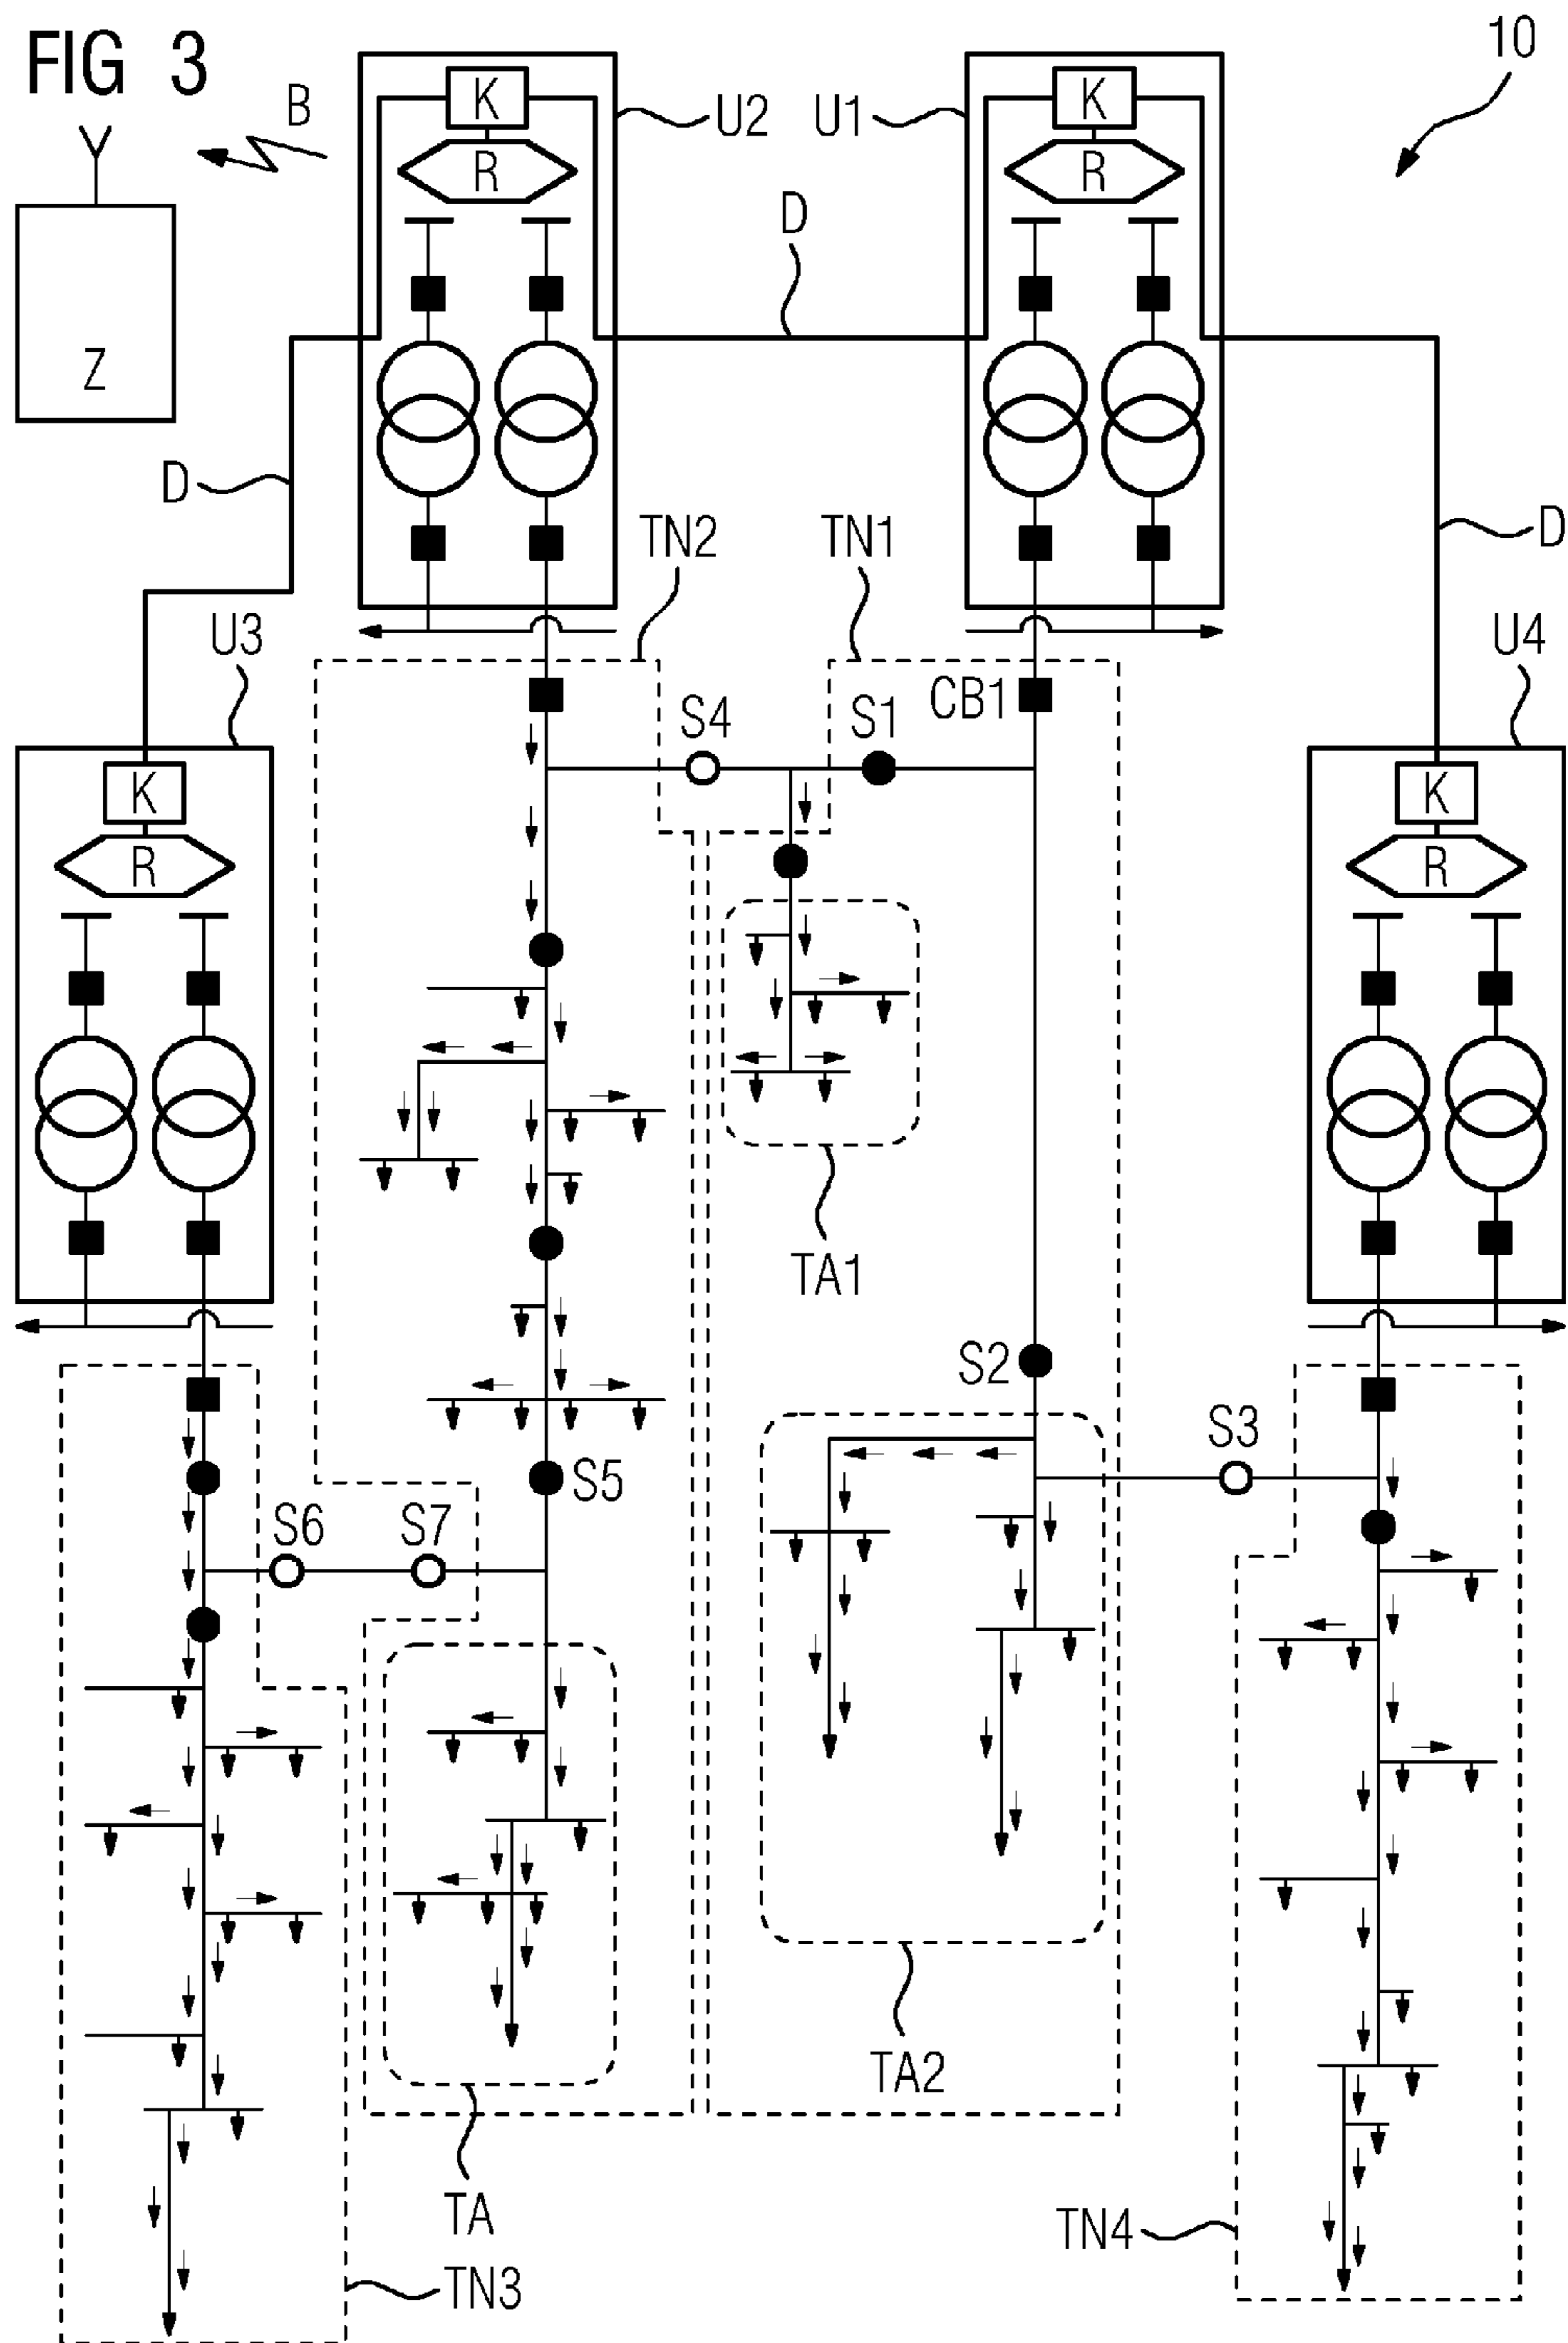 FIG 3
10
B
K
U2
U1
K
R
R
D
Z
D
TN2
TN1
D
U3
U4
CB1
S4
S1
K
K
R
R
TA1
S2
S3
S5
S6
S7
TA2
TA
TN4
TN3